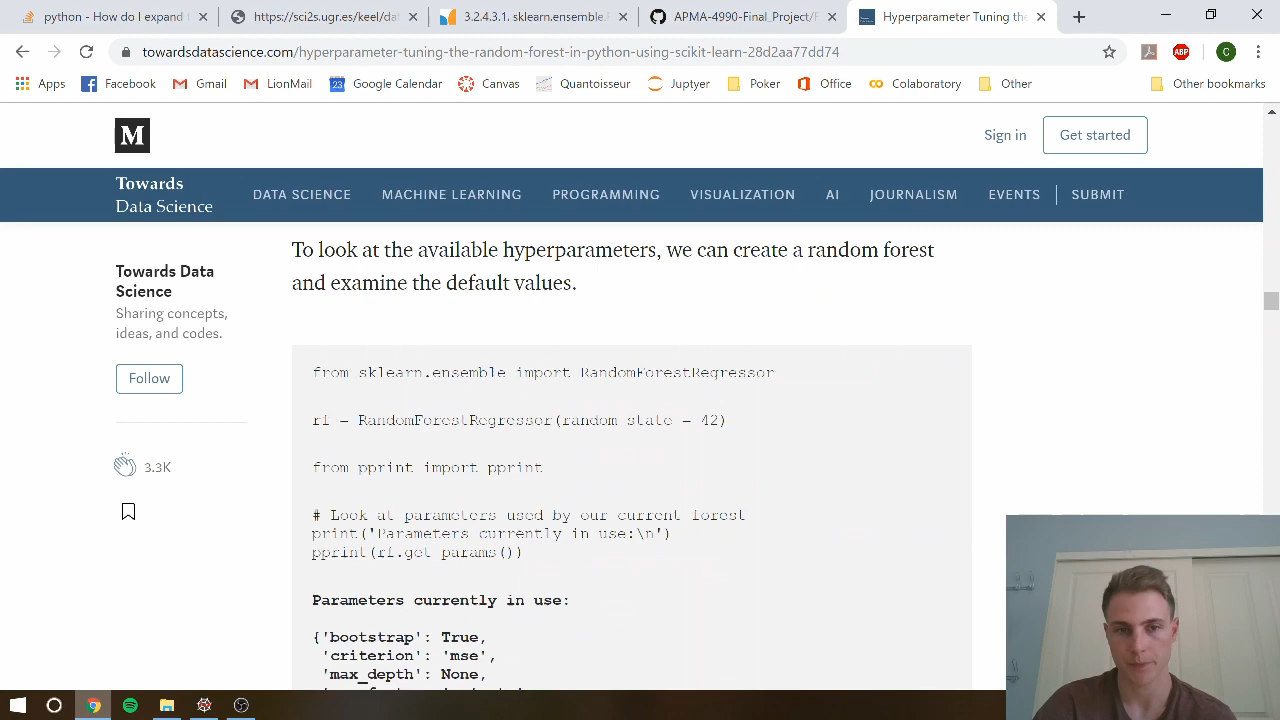 python - How do I expand t
https://sci2s.ugr.es/keel/dat
3.2.4.3.1. sklearn.ensemble.R
APMA-4990-Final_Project/F
Hyperparameter Tuning the
towardsdatascience.com/hyperparameter-tuning-the-random-forest-in-python-using-scikit-learn-28d2aa77dd74
ABP
C
Apps
Facebook
Gmail
LionMail
23
Google Calendar
Canvas
Quantoisseur
Juptyer
Poker
Office
Colaboratory
Other
Other bookmarks
M
Sign in
Get started
Towards
Data Science
DATA SCIENCE
MACHINE LEARNING
PROGRAMMING
VISUALIZATION
AI
JOURNALISM
EVENTS
SUBMIT
To look at the available hyperparameters, we can create a random forest
and examine the default values.
Towards Data
Science
Sharing concepts,
ideas, and codes.
Follow
3.3K
from sklearn.ensemble import RandomForestRegressor
rf = RandomForestRegressor(random_state = 42)
from pprint import pprint
# Look at parameters used by our current forest
print('Parameters currently in use:\n')
pprint(rf.get_params())
Parameters currently in use:
{'bootstrap': True,
'criterion': 'mse',
'max_depth': None,